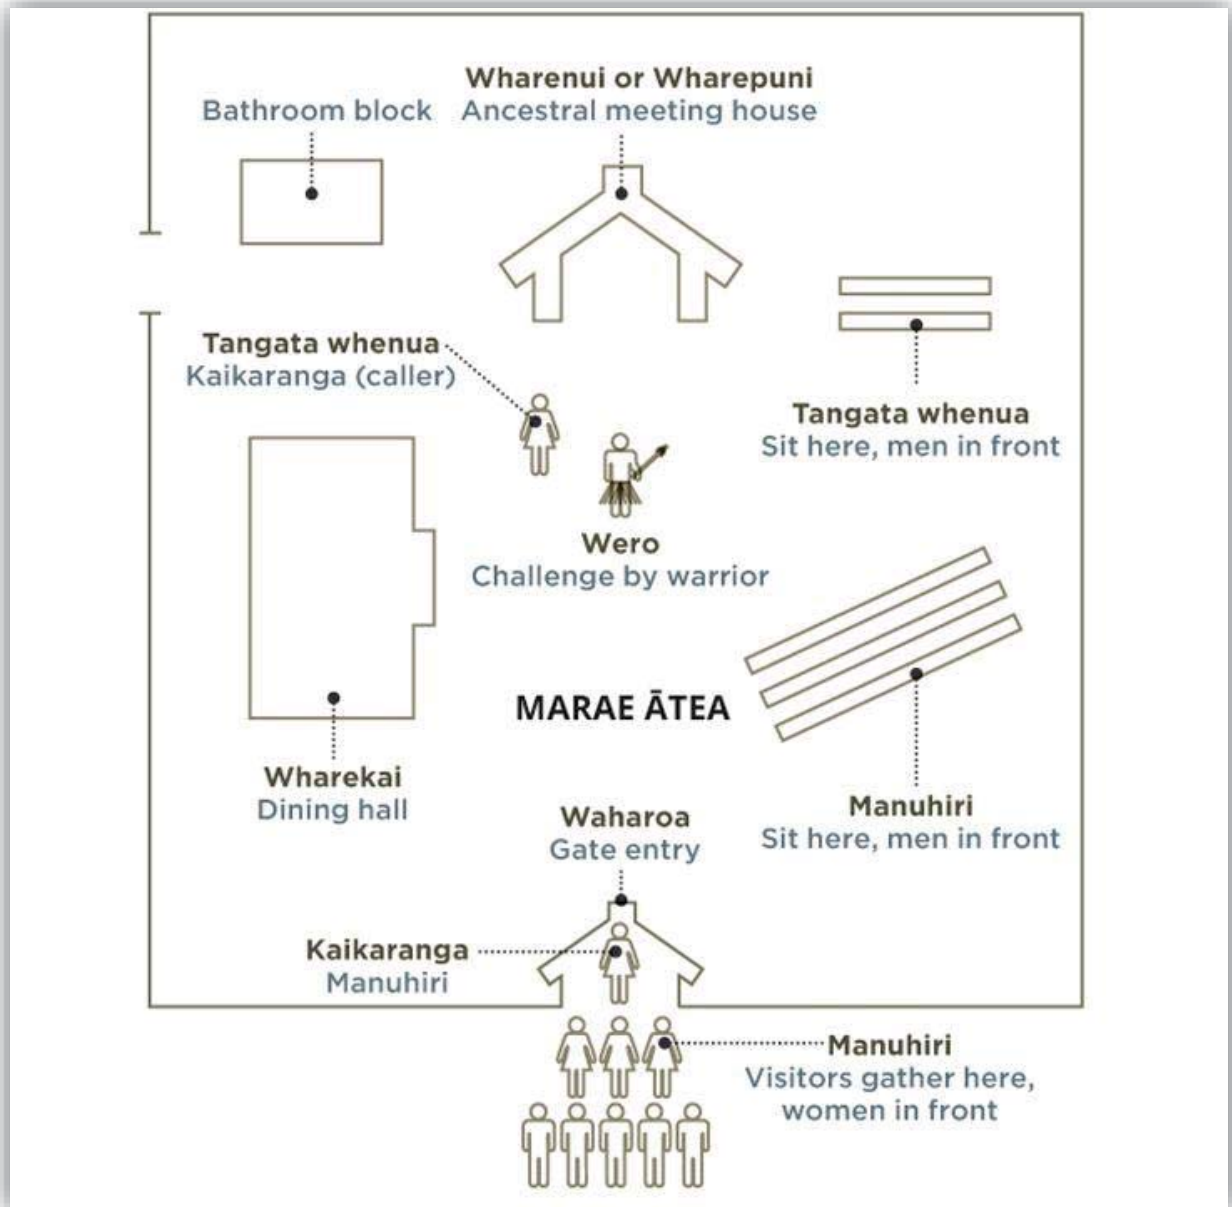 Wharenui or Wharepuni
Ancestral meeting house
Bathroom block
Tangata whenua
Kaikaranga (caller)
Tangata whenua
Sit here, men in front
Wero
Challenge by warrior
MARAE ĀTEA
Wharekai
Dining hall
Waharoa
Gate entry
Manuhiri
Sit here, men in front
Kaikaranga
Manuhiri
Manuhiri
Visitors gather here,
women in front